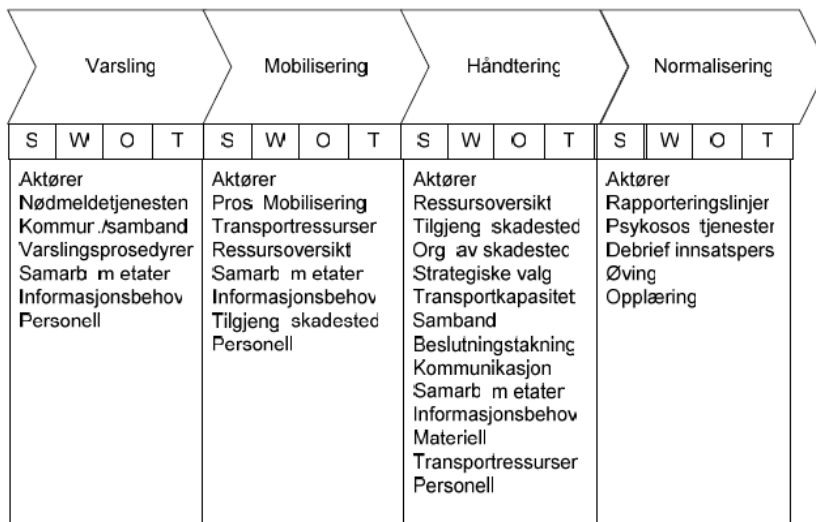 Varsling
Mobilisering
Håndtering
Normalisering
S W O T S W O T S W O T S W O T
Aktører
Nødmeldetjenesten
Kommur./samband
Varslingsprosedyrer
Samarb m etater
Informasjonsbehov
Personell
Aktører
Pros Mobilisering
Transportressurser
Ressursoversikt
Samarb m etater
Informasjonsbehov
Tilgjeng skadested
Personell
Aktører
Ressursoversikt
Tilgjeng skadested
Org av skadested
Strategiske valg
Transportkapasitet
Samband
Beslutningstakning
Kommunikasjon
Samarb m etater
Informasjonsbehov
Materiell
Transportressurser
Personell
Aktører
Rapporteringslinjer
Psykosos tjenester
Debrief innsatspers
Øving
Opplæring